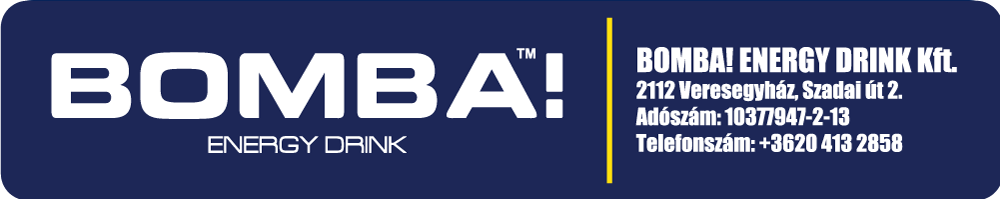 BOMBA!™
ENERGY DRINK
BOMBA! ENERGY DRINK Kft.
2112 Veresegyház, Szadai út 2.
Adószám: 10377947-2-13
Telefonszám: +3620 413 2858